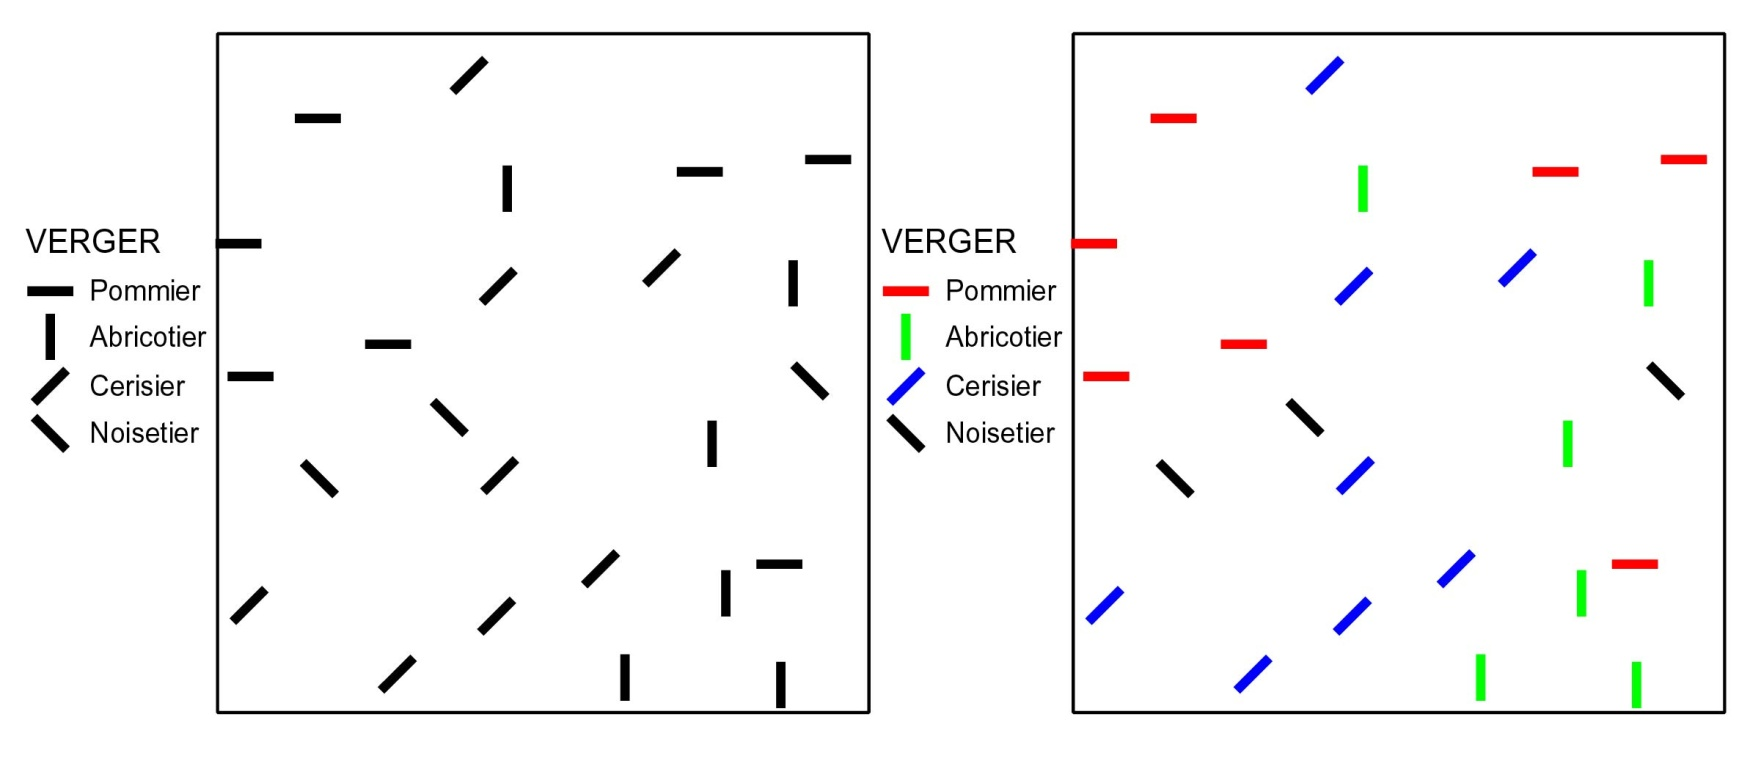 VERGER
Pommier
Abricotier
Cerisier
Noisetier
VERGER
Pommier
Abricotier
Cerisier
Noisetier